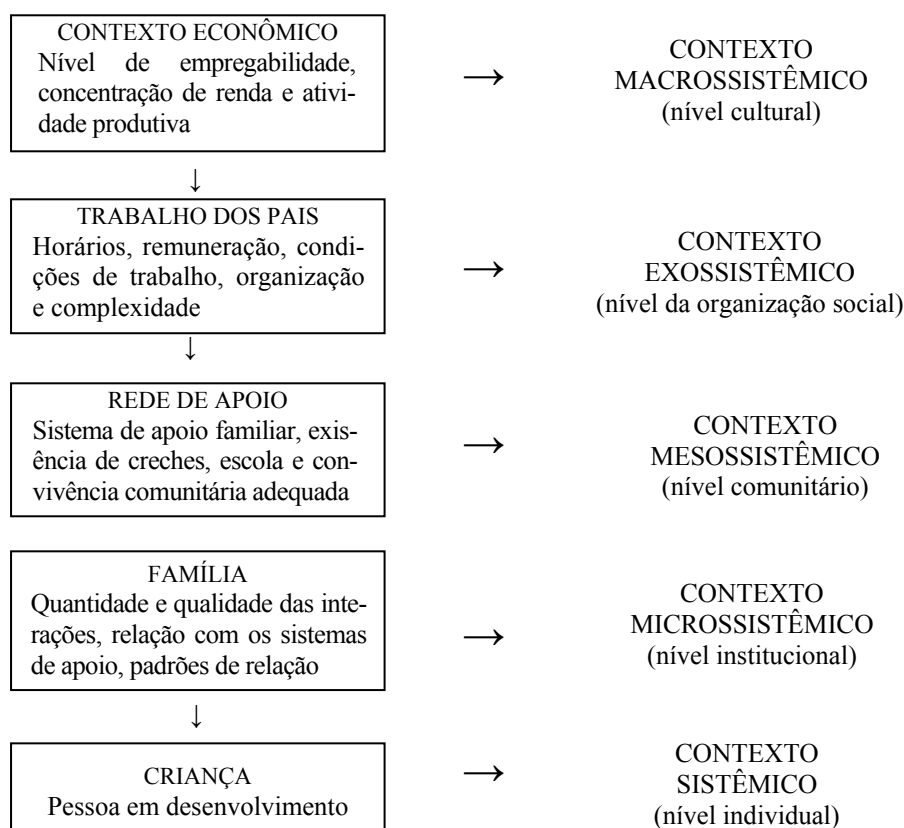 CONTEXTO ECONÔMICO
Nível de empregabilidade,
concentração de renda e ativi-
dade produtiva
→
CONTEXTO
MACROSSISTÊMICO
(nível cultural)
↓
TRABALHO DOS PAIS
Horários, remuneração, condi-
ções de trabalho, organização
e complexidade
→
CONTEXTO
EXOSSISTÊMICO
(nível da organização social)
↓
REDE DE APOIO
Sistema de apoio familiar, exis-
ência de creches, escola e con-
vivência comunitária adequada
→
CONTEXTO
MESOSSISTÊMICO
(nível comunitário)
FAMÍLIA
Quantidade e qualidade das inte-
rações, relação com os sistemas
de apoio, padrões de relação
→
CONTEXTO
MICROSSISTÊMICO
(nível institucional)
↓
CRIANÇA
Pessoa em desenvolvimento
→
CONTEXTO
SISTÊMICO
(nível individual)